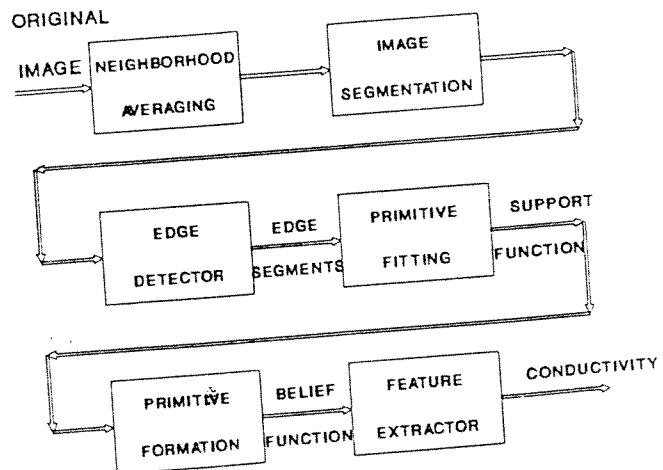 ORIGINAL
IMAGE
NEIGHBORHOOD
AVERAGING
IMAGE
SEGMENTATION
EDGE
DETECTOR
EDGE
SEGMENTS
PRIMITIVE
FITTING
SUPPORT
FUNCTION
PRIMITIVE
FORMATION
BELIEF
FUNCTION
FEATURE
EXTRACTOR
CONDUCTIVITY